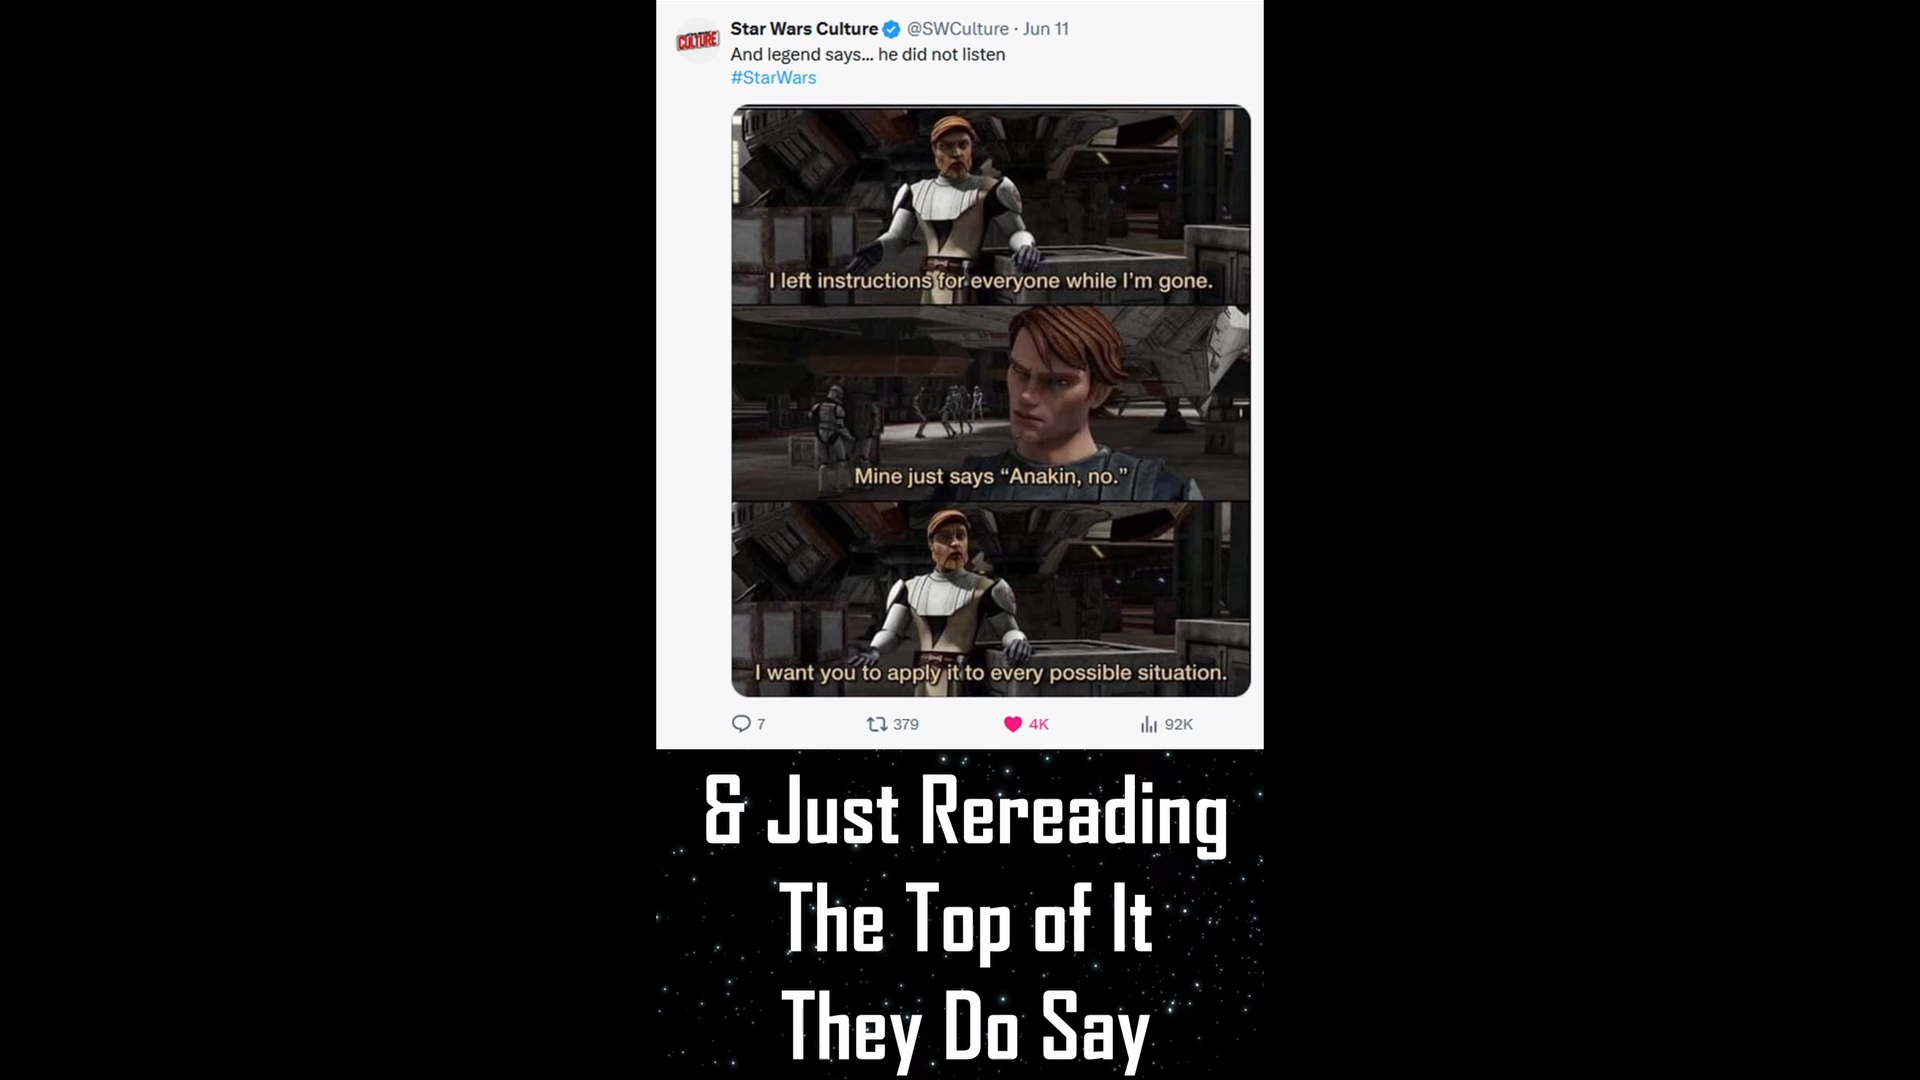 CULTURE
Star Wars Culture @SWCulture · Jun 11
And legend says... he did not listen
#StarWars
I left instructions for everyone while I'm gone.
Mine just says “Anakin, no.”
I want you to apply it to every possible situation.
7 379 4K 92K
& Just Rereading
The Top of It
They Do Say